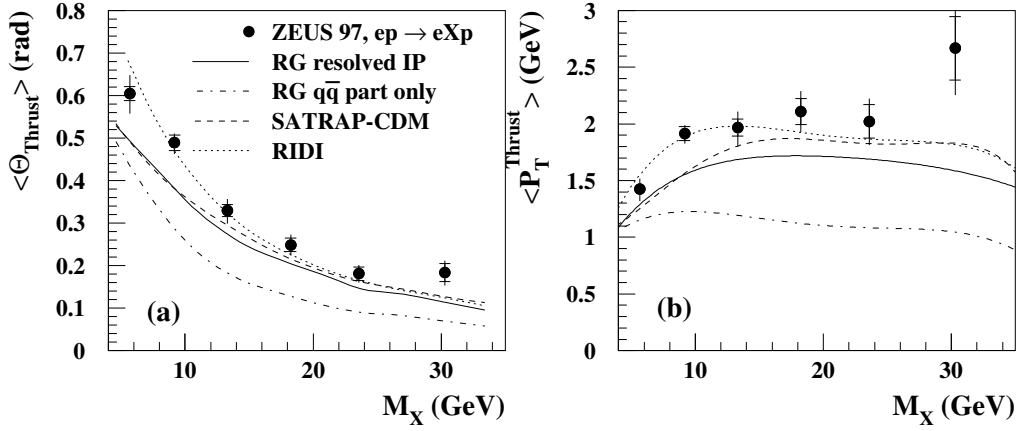 <Θ_Thrust> (rad)
0.8
0.7
0.6
0.5
0.4
0.3
0.2
0.1
0
ZEUS 97, ep → eXp
RG resolved IP
RG qq̅ part only
SATRAP-CDM
RIDI
(a)
10
20
30
M_X (GeV)
<P_T^Thrust> (GeV)
3
2.5
2
1.5
1
0.5
0
(b)
10
20
30
M_X (GeV)